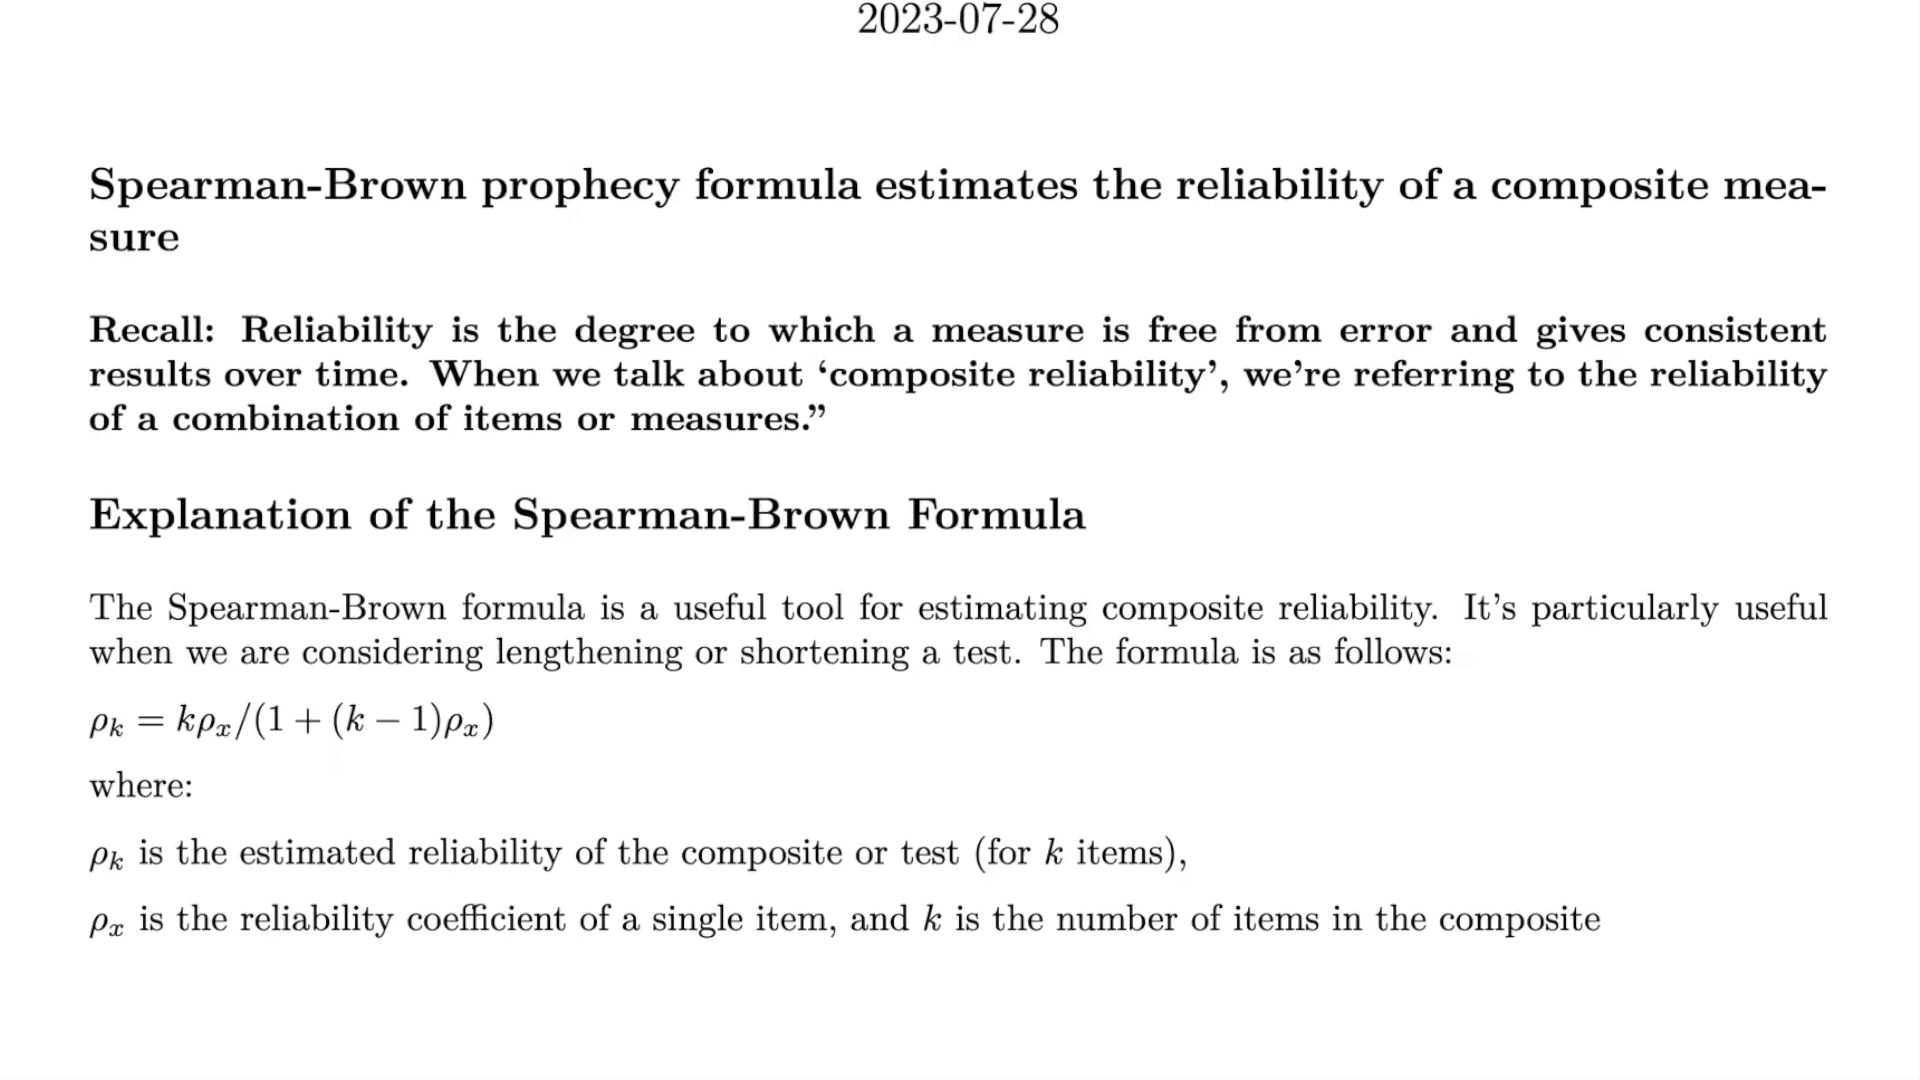 2023-07-28
Spearman-Brown prophecy formula estimates the reliability of a composite mea-
sure
Recall: Reliability is the degree to which a measure is free from error and gives consistent
results over time. When we talk about ‘composite reliability’, we’re referring to the reliability
of a combination of items or measures.”
Explanation of the Spearman-Brown Formula
The Spearman-Brown formula is a useful tool for estimating composite reliability. It’s particularly useful
when we are considering lengthening or shortening a test. The formula is as follows:
ρₖ = kρₓ/(1 + (k − 1)ρₓ)
where:
ρₖ is the estimated reliability of the composite or test (for k items),
ρₓ is the reliability coefficient of a single item, and k is the number of items in the composite